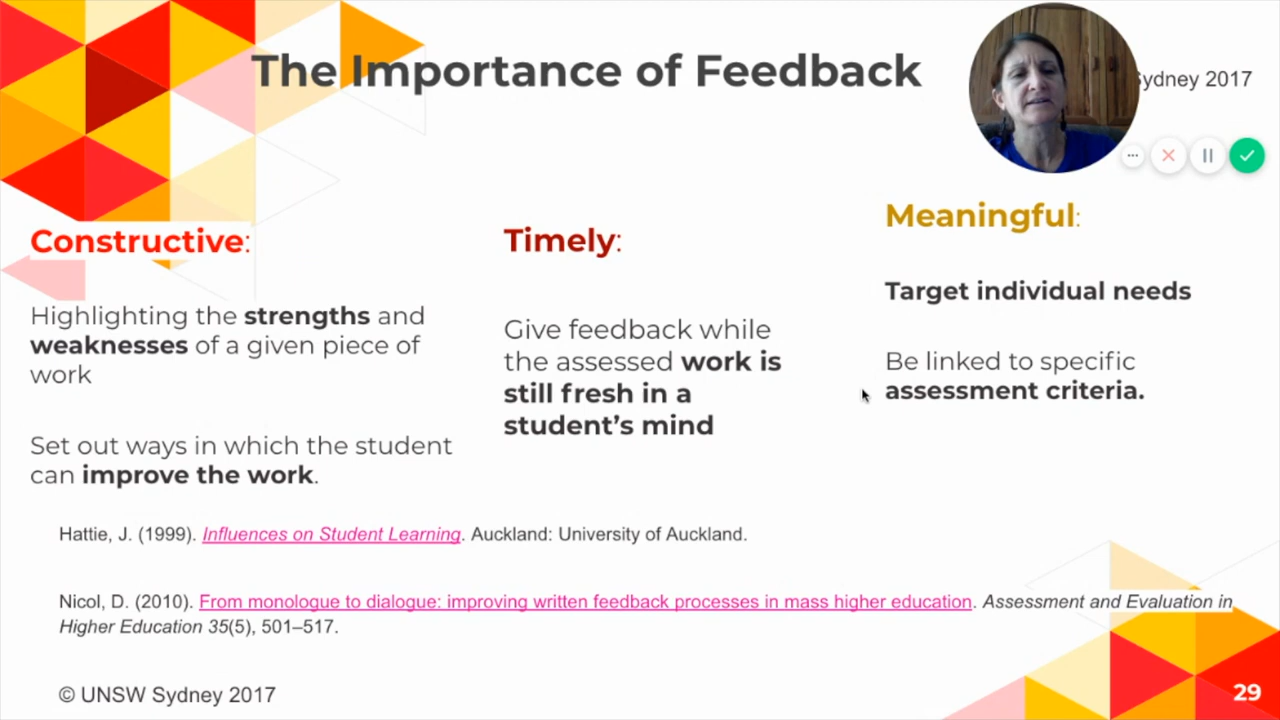 The Importance of Feedback
Sydney 2017
Constructive:
Highlighting the strengths and
weaknesses of a given piece of
work
Set out ways in which the student
can improve the work.
Timely:
Give feedback while
the assessed work is
still fresh in a
student’s mind
Meaningful:
Target individual needs
Be linked to specific
assessment criteria.
Hattie, J. (1999). Influences on Student Learning. Auckland: University of Auckland.
Nicol, D. (2010). From monologue to dialogue: improving written feedback processes in mass higher education. Assessment and Evaluation in
Higher Education 35(5), 501–517.
© UNSW Sydney 2017
29